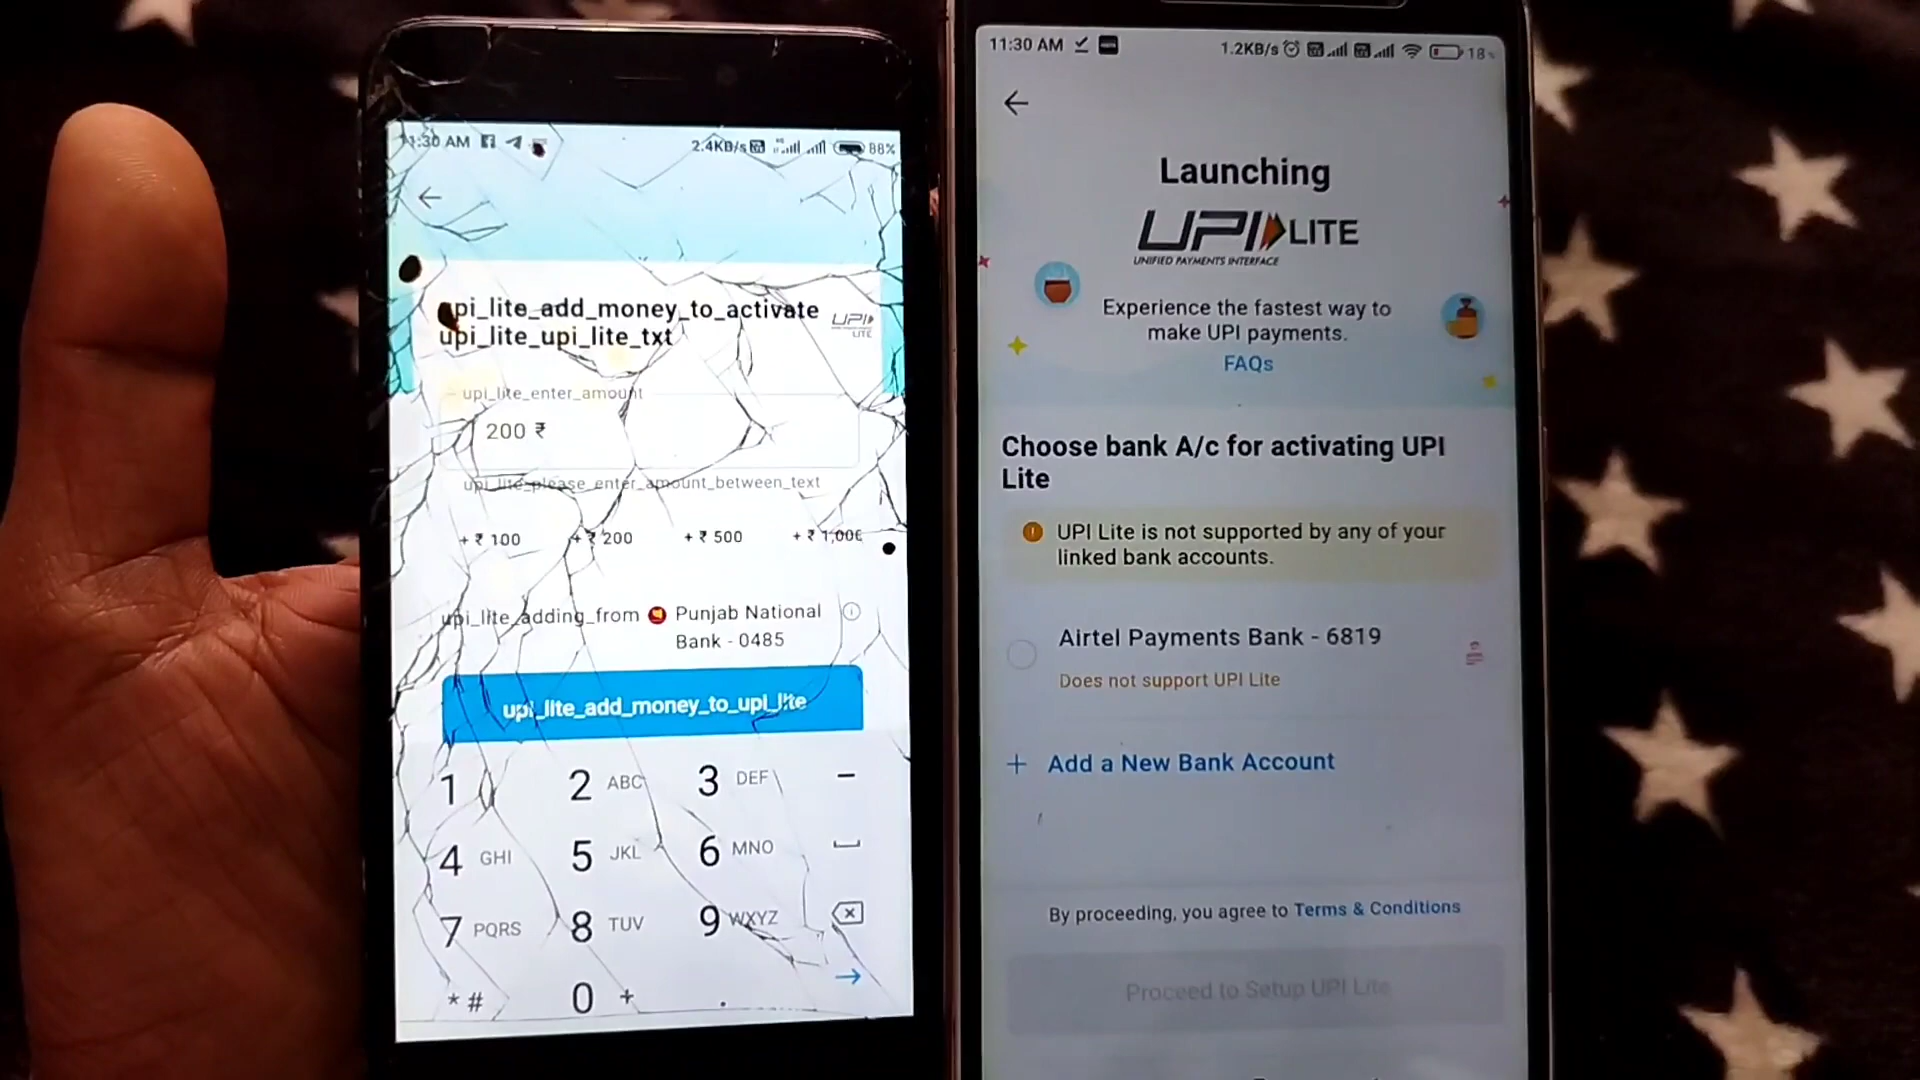 11:30 AM
2.4KB/s
88%
upi_lite_add_money_to_activate
upi_lite_upi_lite_txt
UPI
LITE
upi_lite_enter_amount
200 ₹
upi_lite_please_enter_amount_between_text
+ ₹ 100
+ ₹ 200
+ ₹ 500
+ ₹ 1,00
upi_lite_adding_from
Punjab National
Bank - 0485
upi_lite_add_money_to_upi_lite
1
2 ABC
3 DEF
4 GHI
5 JKL
6 MNO
7 PQRS
8 TUV
9 WXYZ
* #
0 +
.
11:30 AM
1.2KB/s
18
Launching
UPI LITE
UNIFIED PAYMENTS INTERFACE
Experience the fastest way to
make UPI payments.
FAQs
Choose bank A/c for activating UPI
Lite
UPI Lite is not supported by any of your
linked bank accounts.
Airtel Payments Bank - 6819
Does not support UPI Lite
+ Add a New Bank Account
By proceeding, you agree to Terms & Conditions
Proceed to Setup UPI Lite